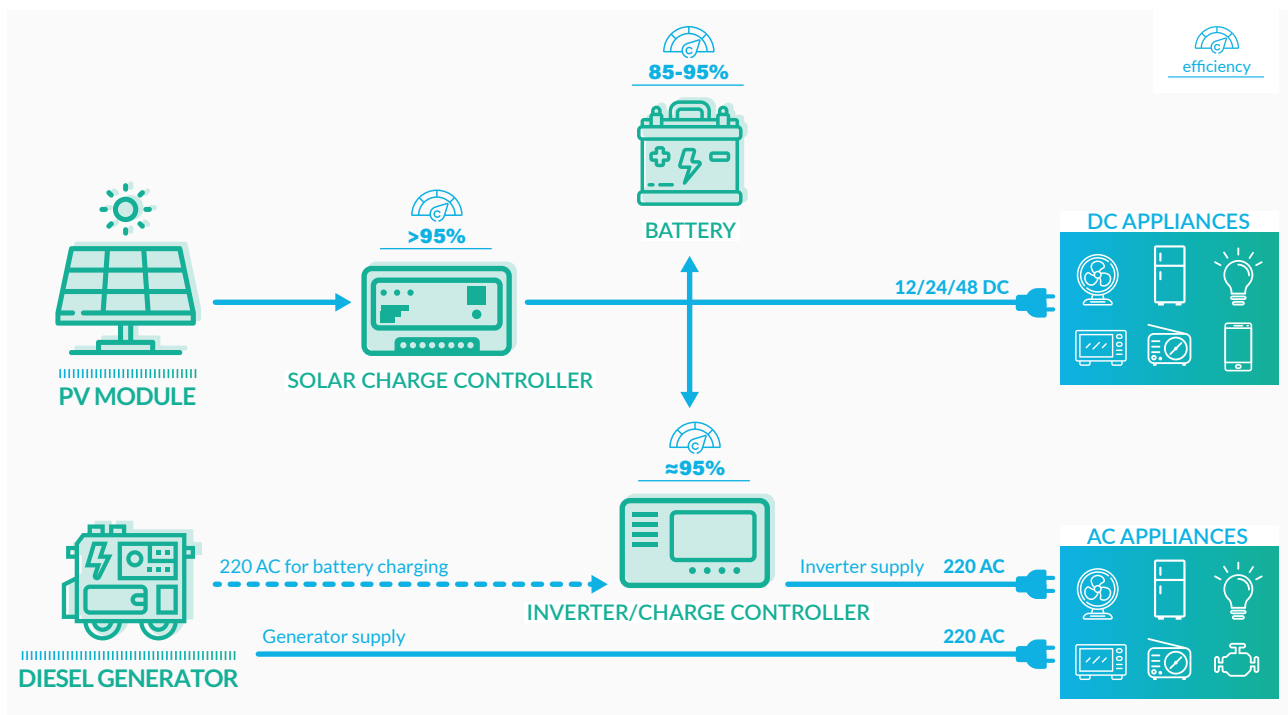 efficiency
85-95%
BATTERY
>95%
SOLAR CHARGE CONTROLLER
PV MODULE
DC APPLIANCES
12/24/48 DC
≈95%
INVERTER/CHARGE CONTROLLER
220 AC for battery charging
Inverter supply 220 AC
AC APPLIANCES
Generator supply
220 AC
DIESEL GENERATOR
C
C
C
C